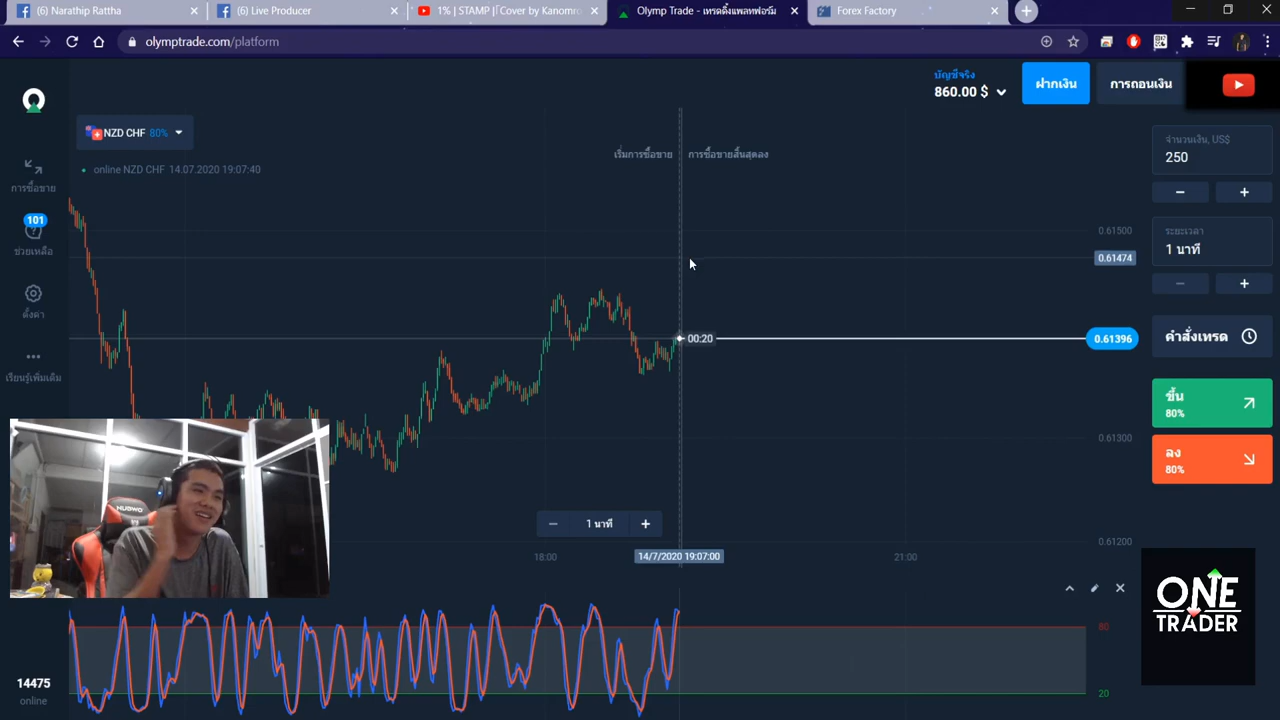 (6) Narathip Rattha
(6) Live Producer
1% | STAMP |「Cover by Kanomro
Olymp Trade - เทรดดิ้งแพลทฟอร์ม
Forex Factory
olymptrade.com/platform
บัญชีจริง
860.00 $
ฝากเงิน
การถอนเงิน
NZD CHF 80%
online NZD CHF 14.07.2020 19:07:40
เริ่มการซื้อขาย
การซื้อขายสิ้นสุดลง
จำนวนเงิน, US$
250
ระยะเวลา
1 นาที
คำสั่งเทรด
ขึ้น
80%
ลง
80%
การซื้อขาย
101
ช่วยเหลือ
ตั้งค่า
เรียนรู้เพิ่มเติม
0.61500
0.61474
00:20
0.61396
0.61300
0.61200
1 นาที
18:00
14/7/2020 19:07:00
21:00
HUGWO
80
20
14475
online
ONE
TRADER